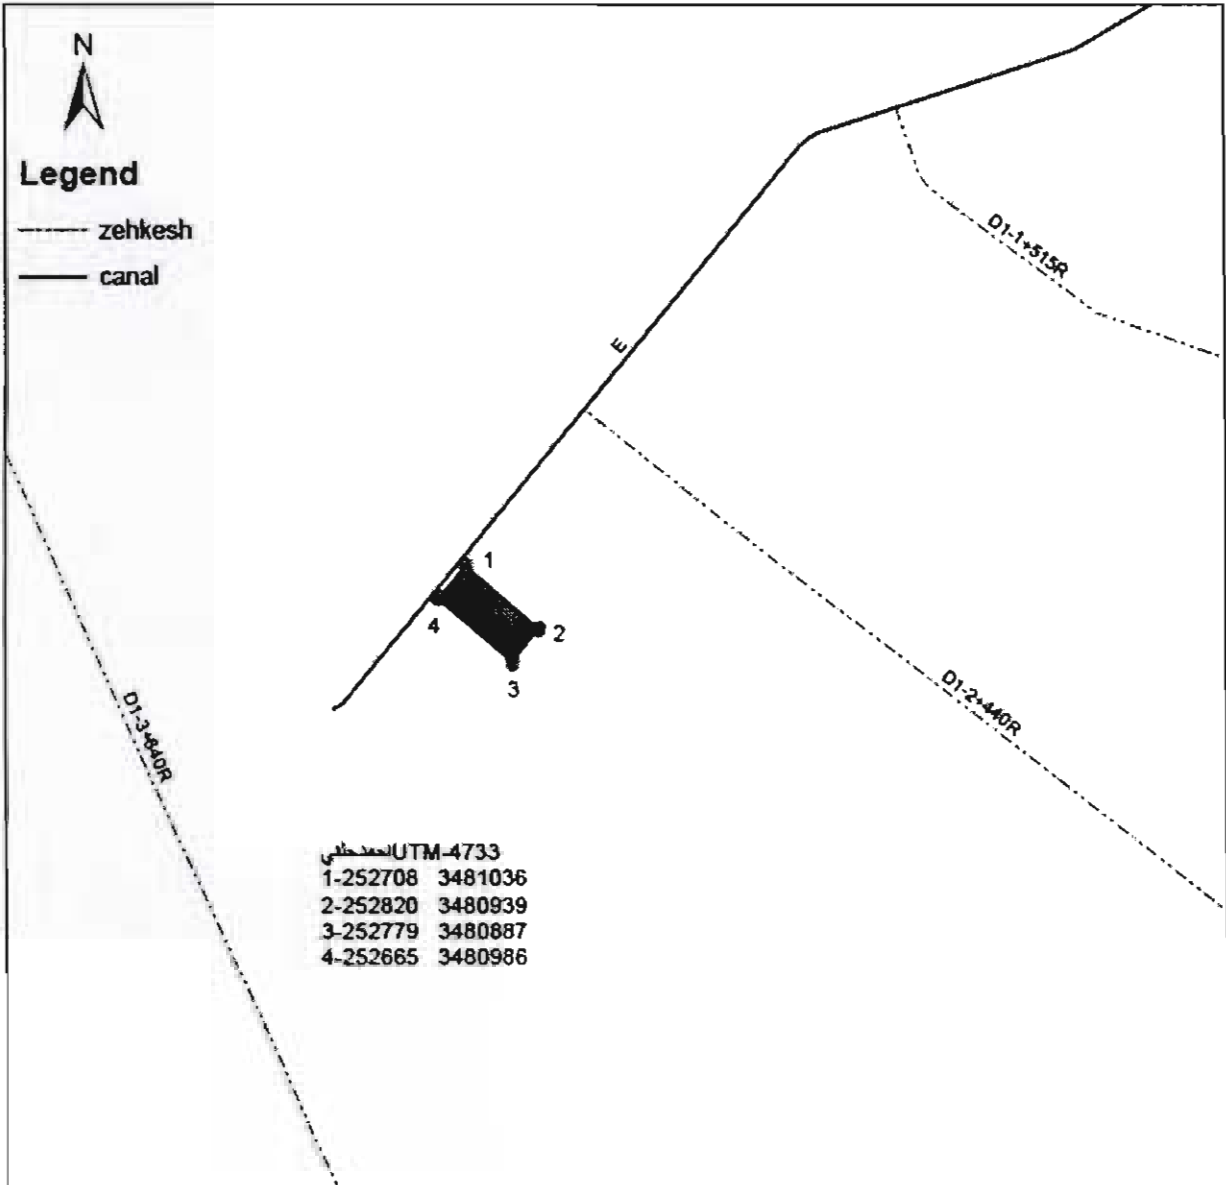 N
Legend
zehkesh
canal
D1-1+515R
E
1
4
2
3
D1-2+440R
D1-3+640R
UTM-4733
1-252708 3481036
2-252820 3480939
3-252779 3480887
4-252665 3480986